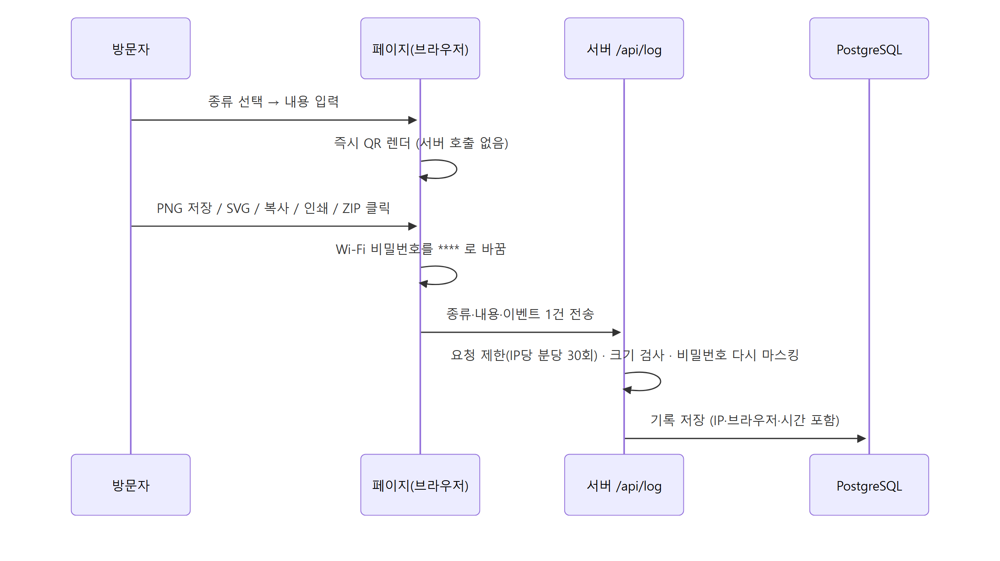 방문자
페이지(브라우저)
서버 /api/log
PostgreSQL
종류 선택 → 내용 입력
즉시 QR 렌더 (서버 호출 없음)
PNG 저장 / SVG / 복사 / 인쇄 / ZIP 클릭
Wi-Fi 비밀번호를 **** 로 바꿈
종류·내용·이벤트 1건 전송
요청 제한(IP당 분당 30회) · 크기 검사 · 비밀번호 다시 마스킹
기록 저장 (IP·브라우저·시간 포함)
방문자
페이지(브라우저)
서버 /api/log
PostgreSQL